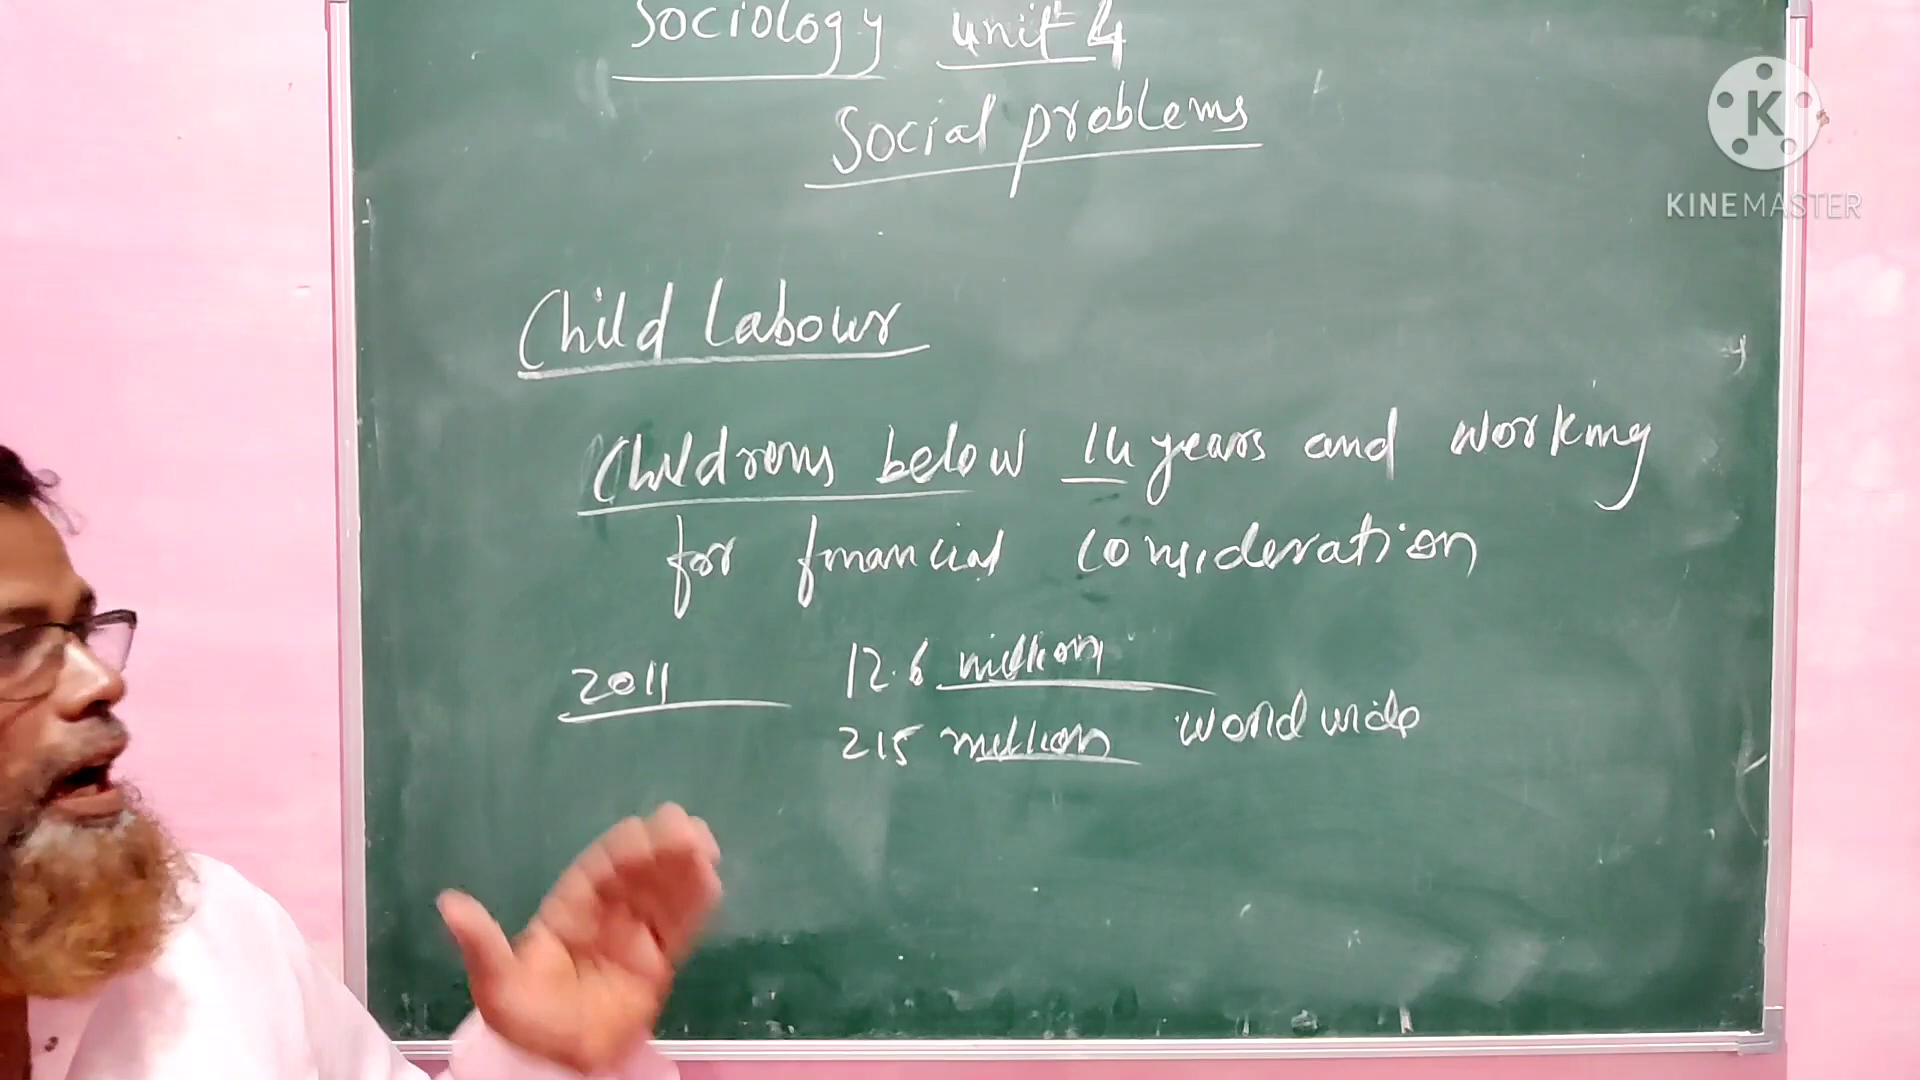 Sociology unit 4
Social problems
K
KINEMASTER
Child labour
Childrens below 14 years and working
for financial consideration
2011 12.6 million
215 million world wide